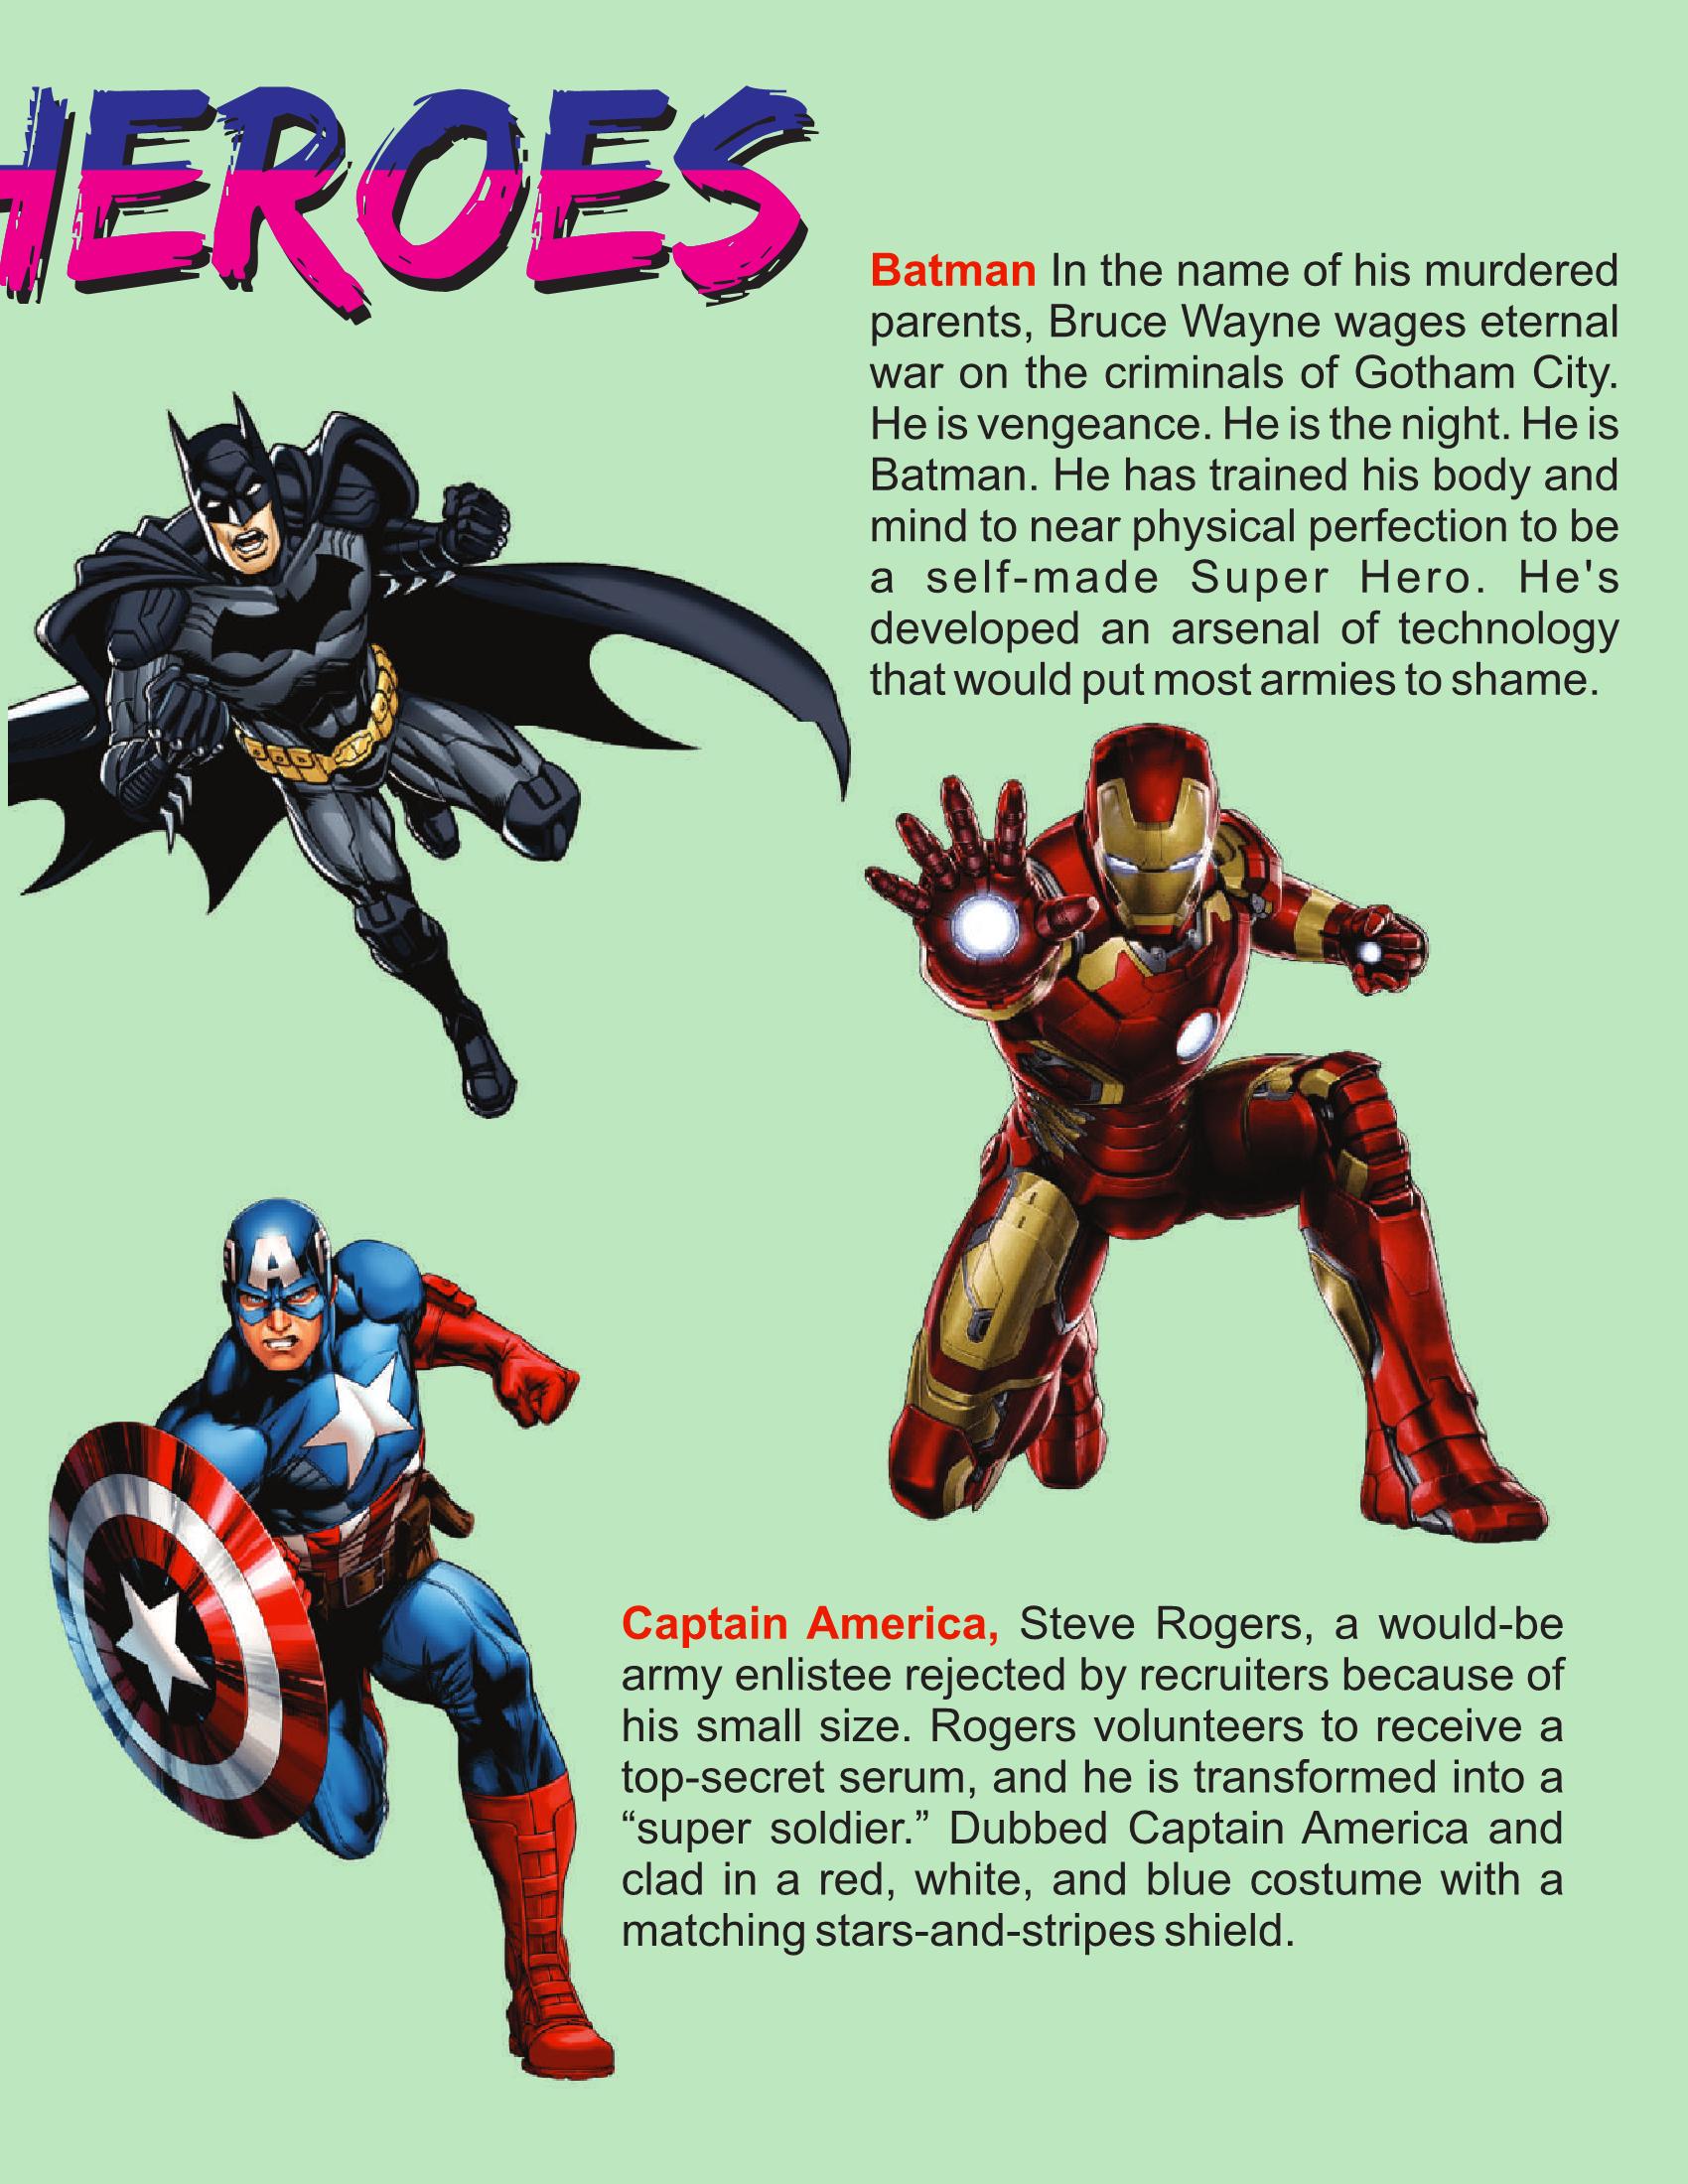 HEROES
Batman In the name of his murdered
parents, Bruce Wayne wages eternal
war on the criminals of Gotham City.
He is vengeance. He is the night. He is
Batman. He has trained his body and
mind to near physical perfection to be
a self-made Super Hero. He's
developed an arsenal of technology
that would put most armies to shame.
A
Captain America, Steve Rogers, a would-be
army enlistee rejected by recruiters because of
his small size. Rogers volunteers to receive a
top-secret serum, and he is transformed into a
“super soldier.” Dubbed Captain America and
clad in a red, white, and blue costume with a
matching stars-and-stripes shield.